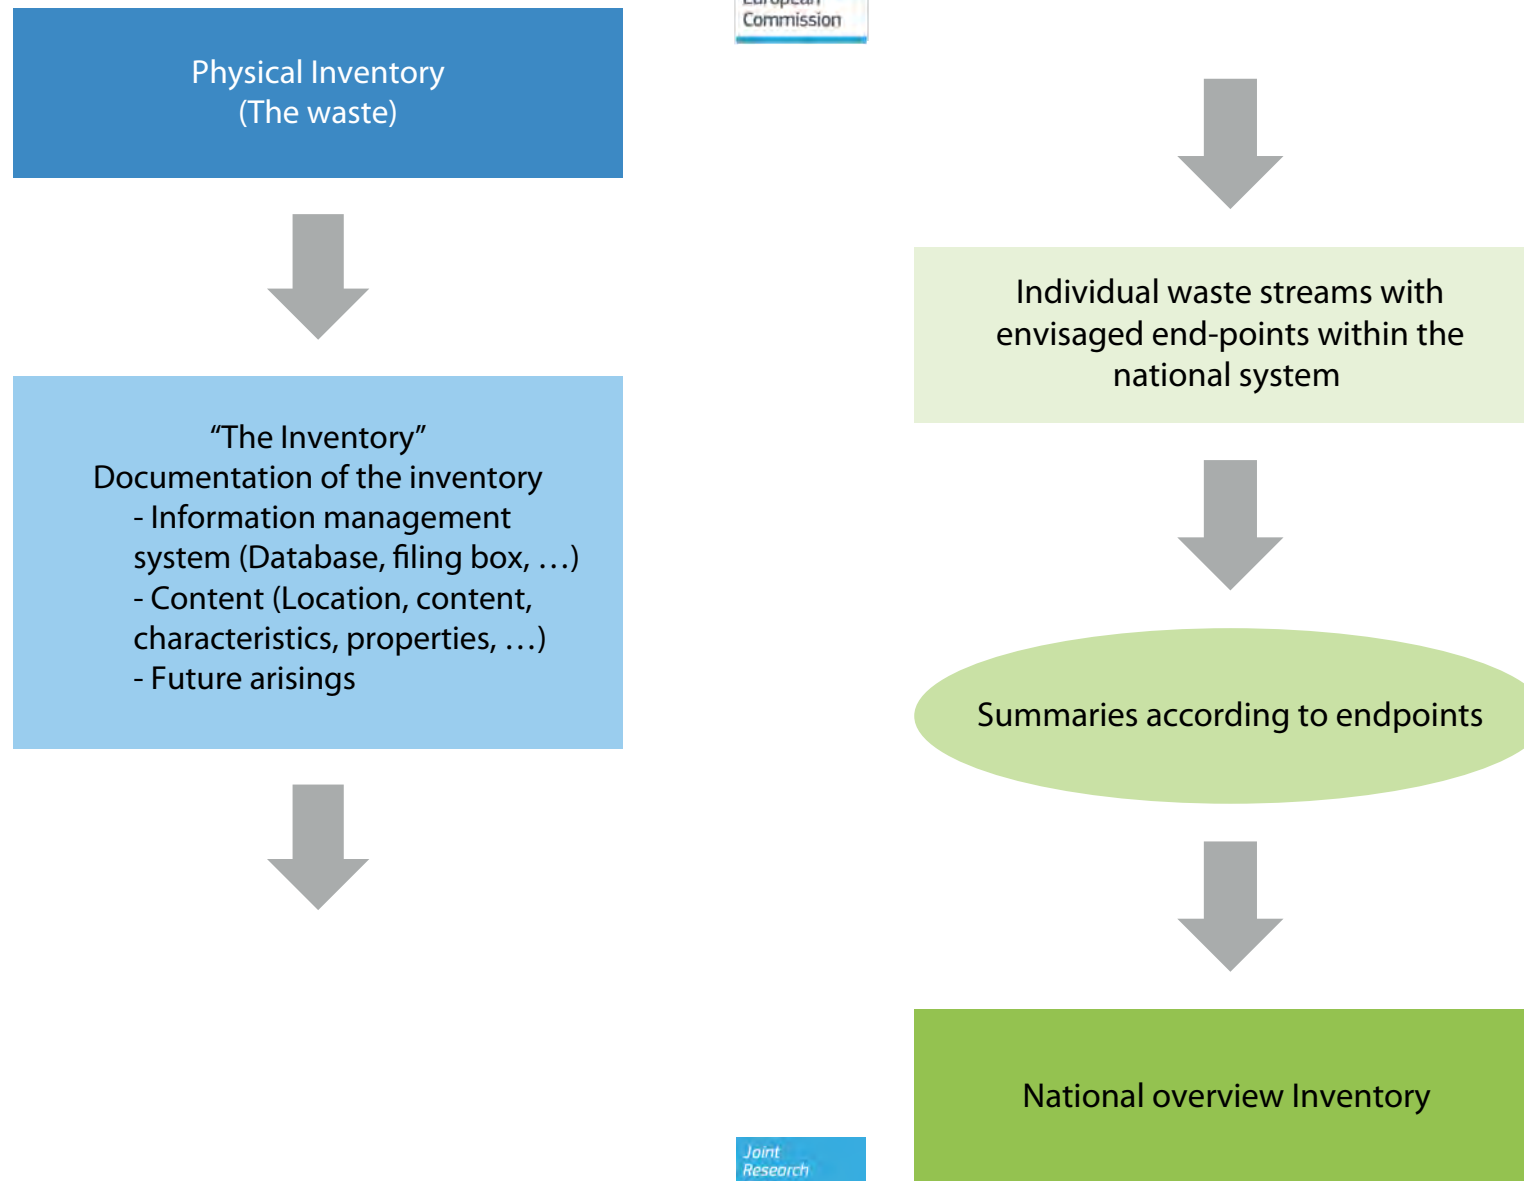 Physical Inventory
(The waste)
“The Inventory”
Documentation of the inventory
- Information management
system (Database, filing box, …)
- Content (Location, content,
characteristics, properties, …)
- Future arisings
European
Commission
Individual waste streams with
envisaged end-points within the
national system
Summaries according to endpoints
National overview Inventory
Joint
Research